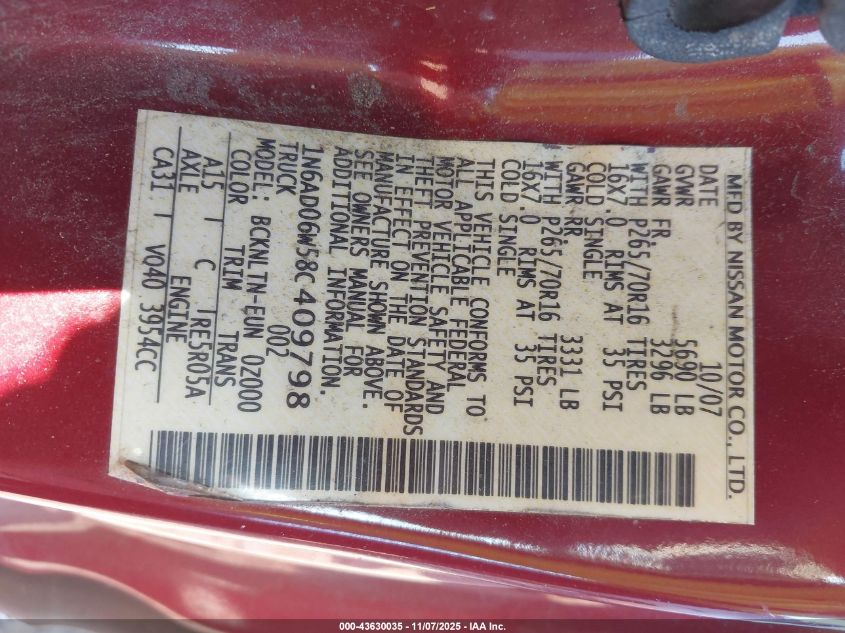 MFD BY NISSAN MOTOR CO., LTD.
DATE 10/07
GVWR 5690 LB
GAWR FR 3296 LB
WITH P265/70R16 TIRES
16X7.0 RIMS AT 35 PSI
COLD SINGLE
GAWR RR 3331 LB
WITH P265/70R16 TIRES
16X7.0 RIMS AT 35 PSI
COLD SINGLE
THIS VEHICLE CONFORMS TO
ALL APPLICABLE FEDERAL
MOTOR VEHICLE SAFETY AND
THEFT PREVENTION STANDARDS
IN EFFECT ON THE DATE OF
MANUFACTURE SHOWN ABOVE.
SEE OWNERS MANUAL FOR
ADDITIONAL INFORMATION.
1N6AD06W58C409798
TRUCK 002
MODEL: BCKNLTN-EUN 0Z000
COLOR TRIM TRANS
A15 C RE5R05A
AXLE ENGINE
CA31 VQ40 3954CC
000-43630035 - 11/07/2025 - IAA Inc.